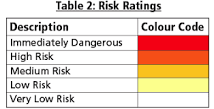 Table 2: Risk Ratings
Description Colour Code
Immediately Dangerous
High Risk
Medium Risk
Low Risk
Very Low Risk